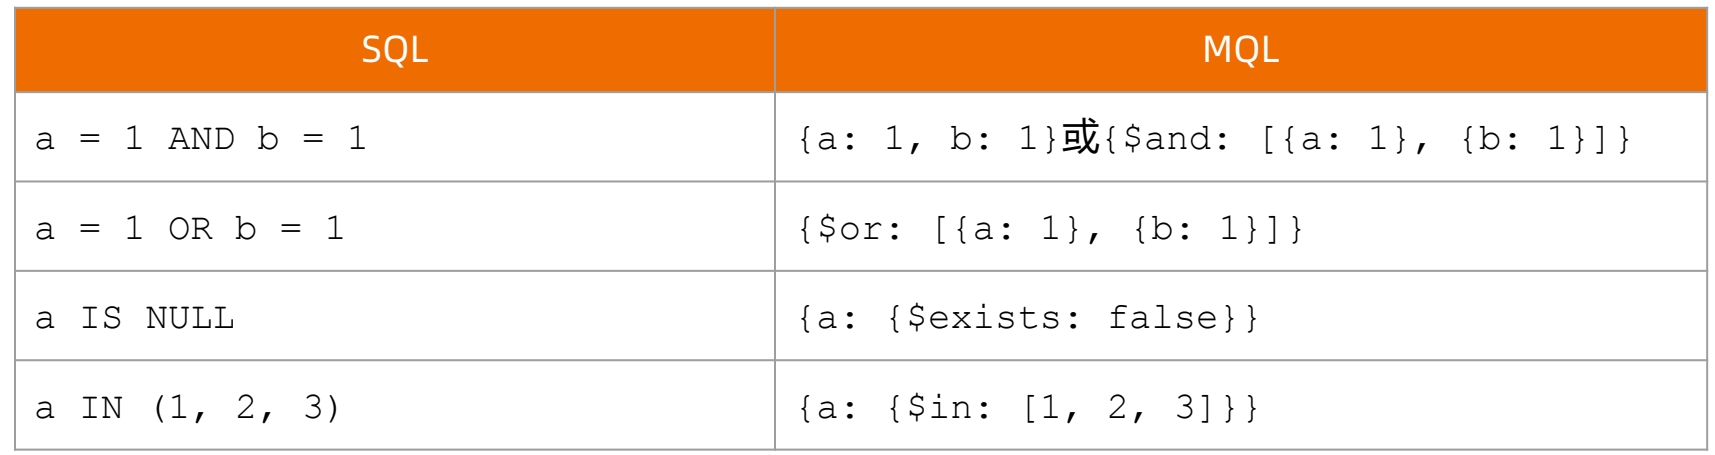 SQL MQL
a = 1 AND b = 1 {a: 1, b: 1}或{$and: [{a: 1}, {b: 1}]}
a = 1 OR b = 1 {$or: [{a: 1}, {b: 1}]}
a IS NULL {a: {$exists: false}}
a IN (1, 2, 3) {a: {$in: [1, 2, 3]}}